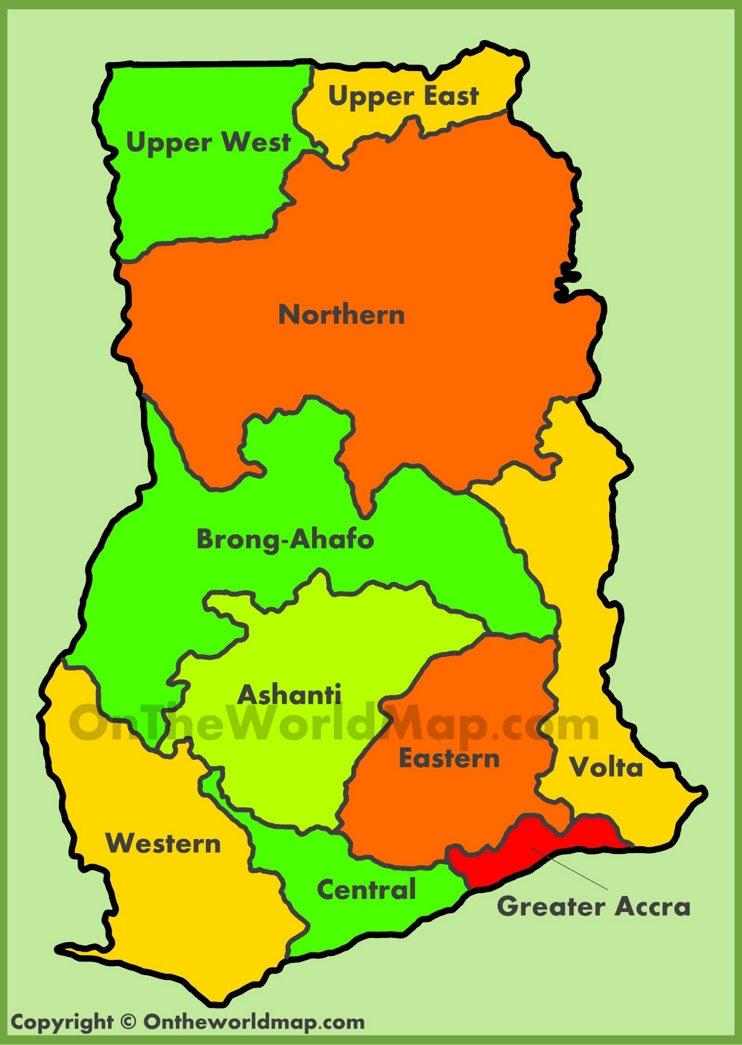 Upper East
Upper West
Northern
Brong-Ahafo
Ashanti
OnTheWorldMap.com
Eastern
Volta
Western
Central
Greater Accra
Copyright © Ontheworldmap.com